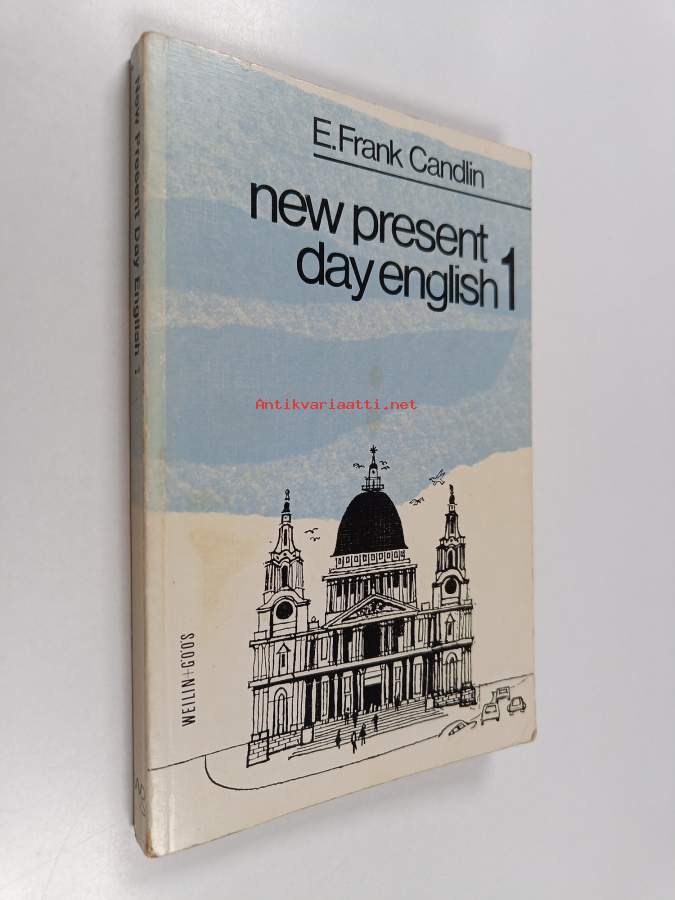 E.Frank Candlin
new present
day english 1
Antikvariaatti.net
WEILIN+GÖÖS
New Present Day English 1